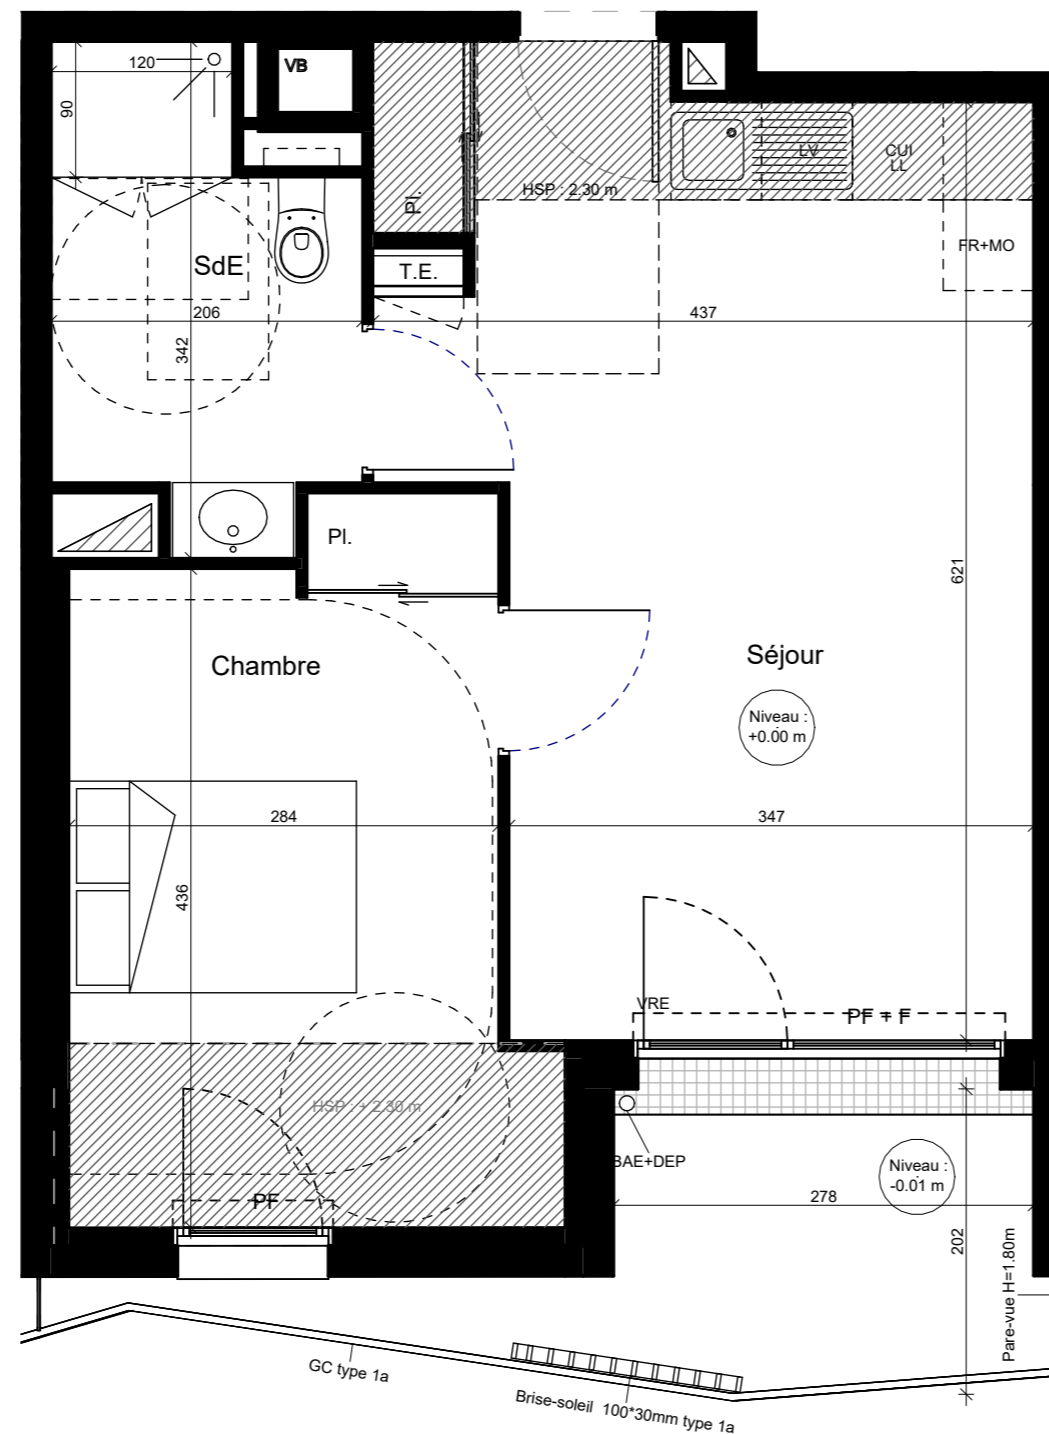 120
VB
90
Pl.
HSP : 2.30 m
LV
CUI
LL
FR+MO
SdE
T.E.
206
437
342
Pl.
621
Chambre
Séjour
Niveau :
+0.00 m
284
347
436
VRE
PF + F
HSP : + 2.30 m
BAE+DEP
Niveau :
-0.01 m
PF
278
202
Pare-vue H=1.80m
GC type 1a
Brise-soleil 100*30mm type 1a